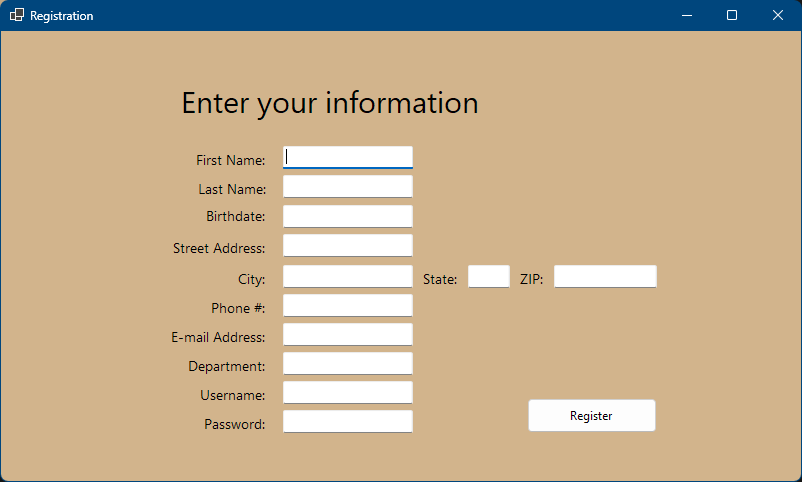 Registration
Enter your information
First Name:
Last Name:
Birthdate:
Street Address:
City: State: ZIP:
Phone #:
E-mail Address:
Department:
Username:
Password:
Register